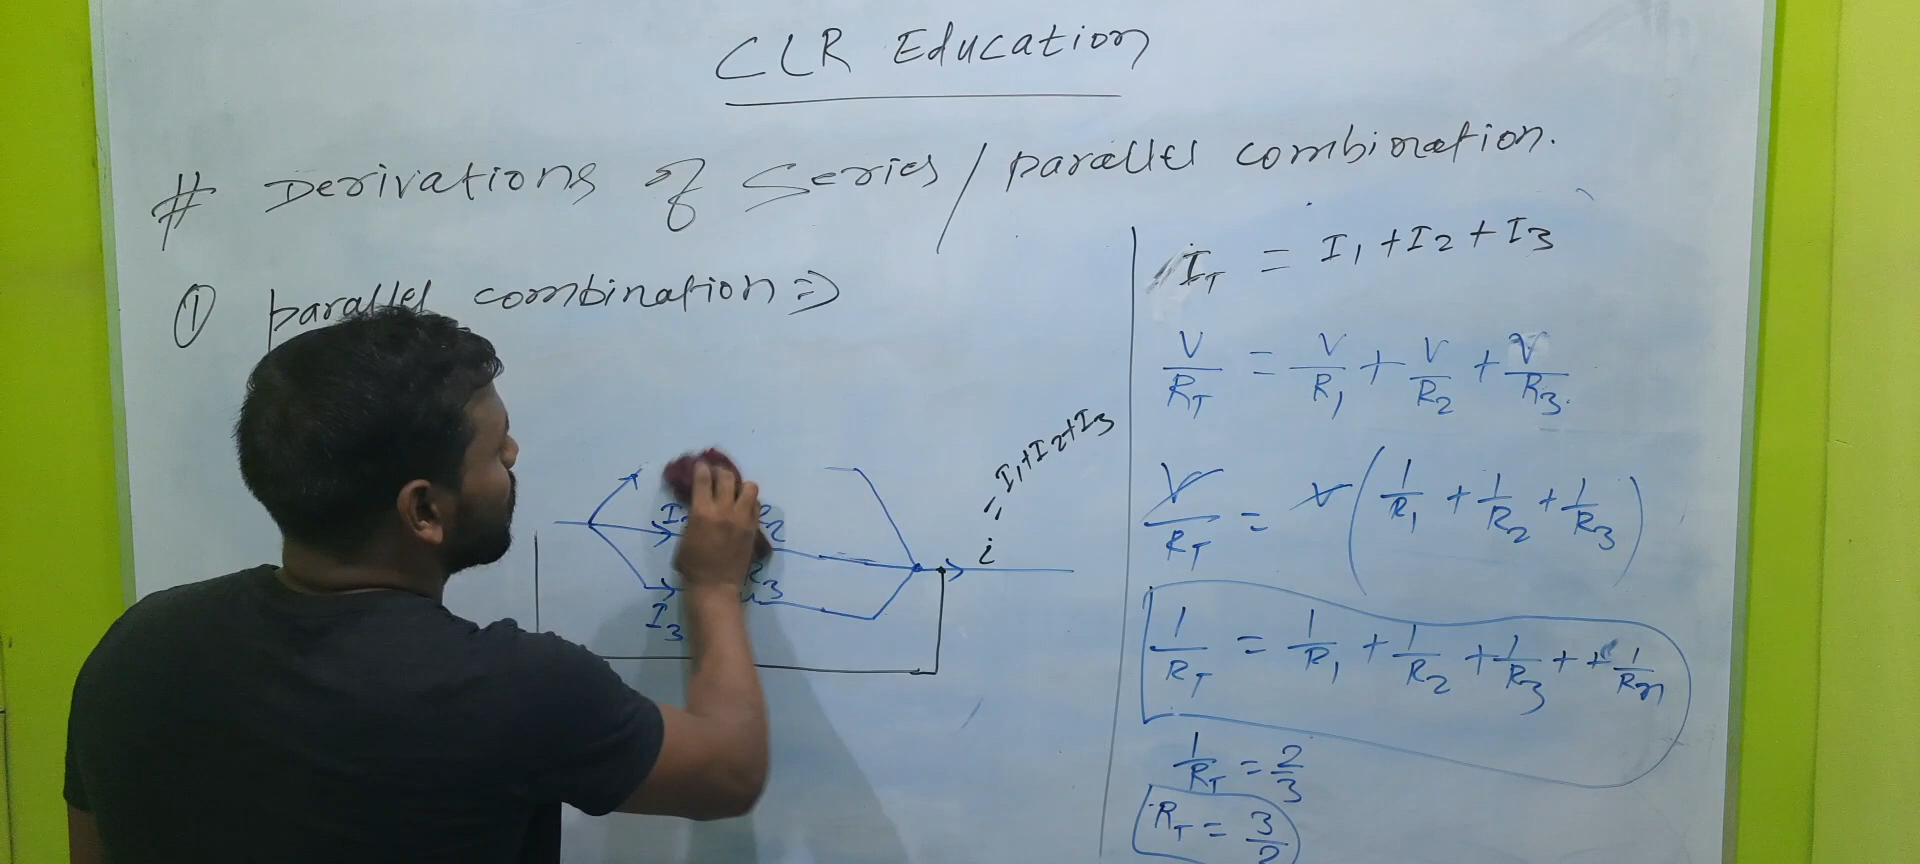 CLR Education
# Derivations of Series / parallel combination.
① parallel combination ⇒
I_3
R_3
i = I_1+I_2+I_3
I_T = I_1 + I_2 + I_3
V/R_T = V/R_1 + V/R_2 + V/R_3.
V/R_T = V(1/R_1 + 1/R_2 + 1/R_3)
1/R_T = 1/R_1 + 1/R_2 + 1/R_3 + + 1/R_n
1/R_T = 2/3
R_T = 3/2